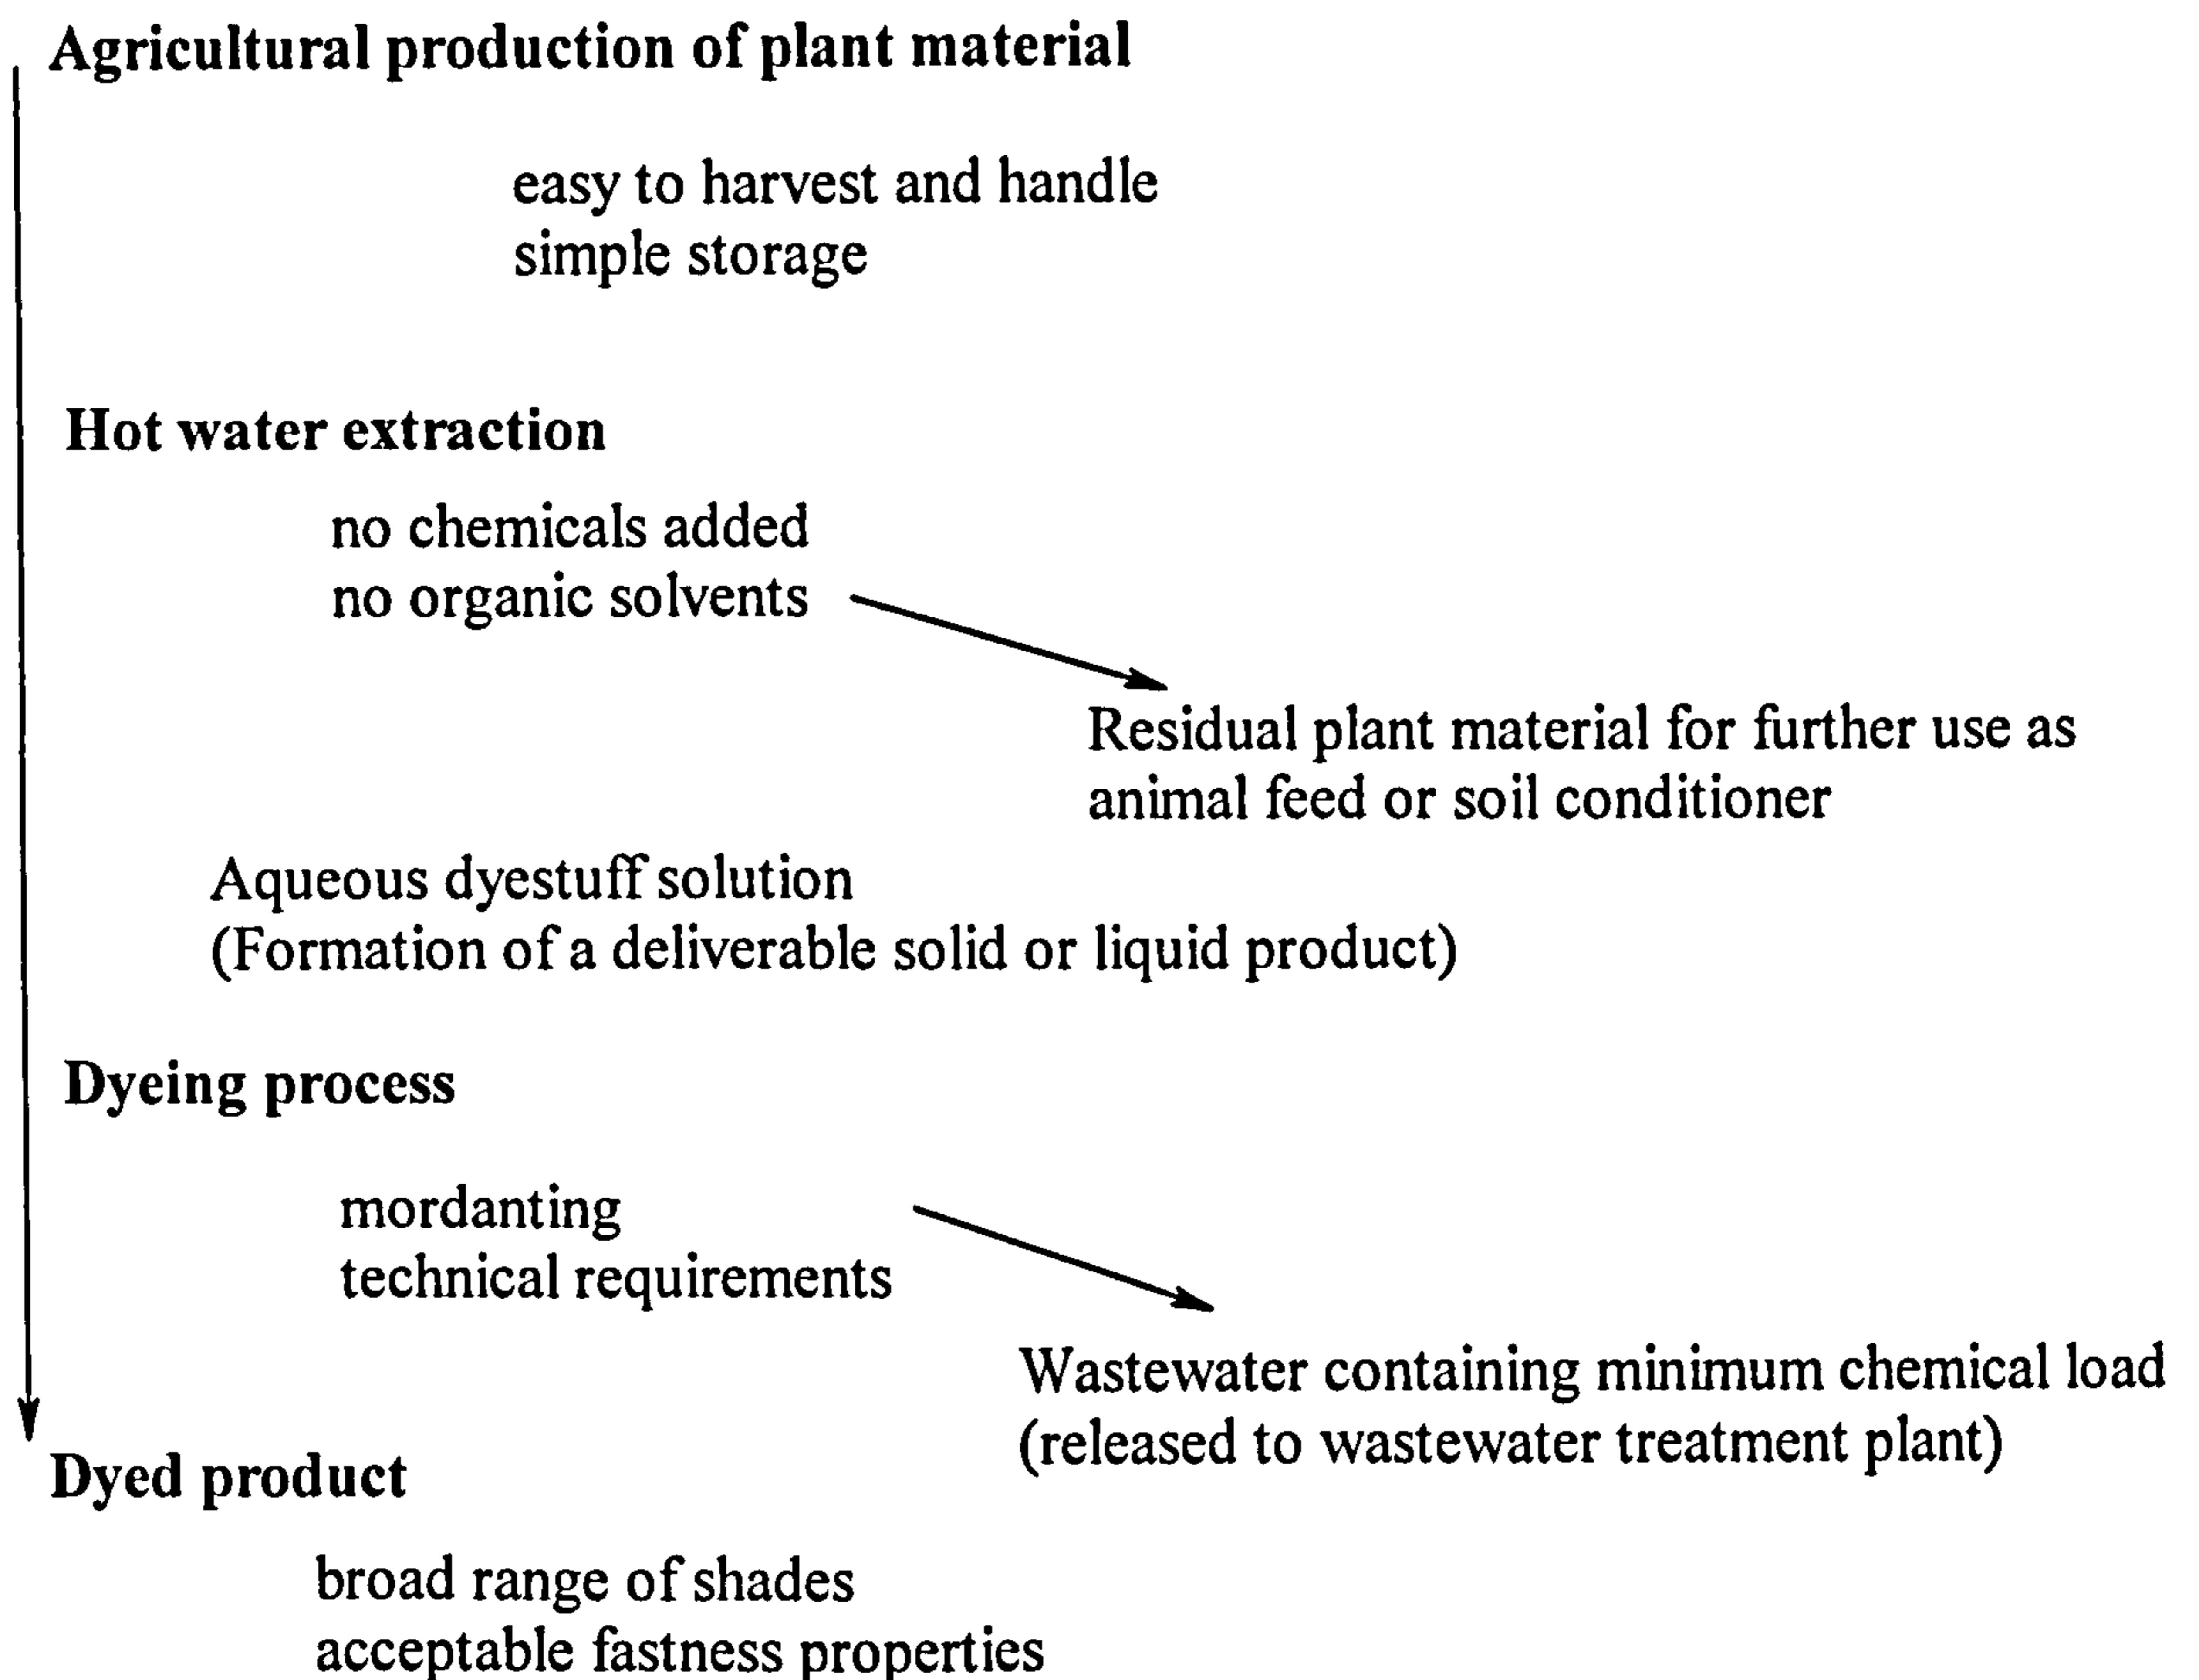 Agricultural production of plant material
easy to harvest and handle
simple storage
Hot water extraction
no chemicals added
no organic solvents
Residual plant material for further use as
animal feed or soil conditioner
Aqueous dyestuff solution
(Formation of a deliverable solid or liquid product)
Dyeing process
mordanting
technical requirements
Wastewater containing minimum chemical load
(released to wastewater treatment plant)
Dyed product
broad range of shades
acceptable fastness properties